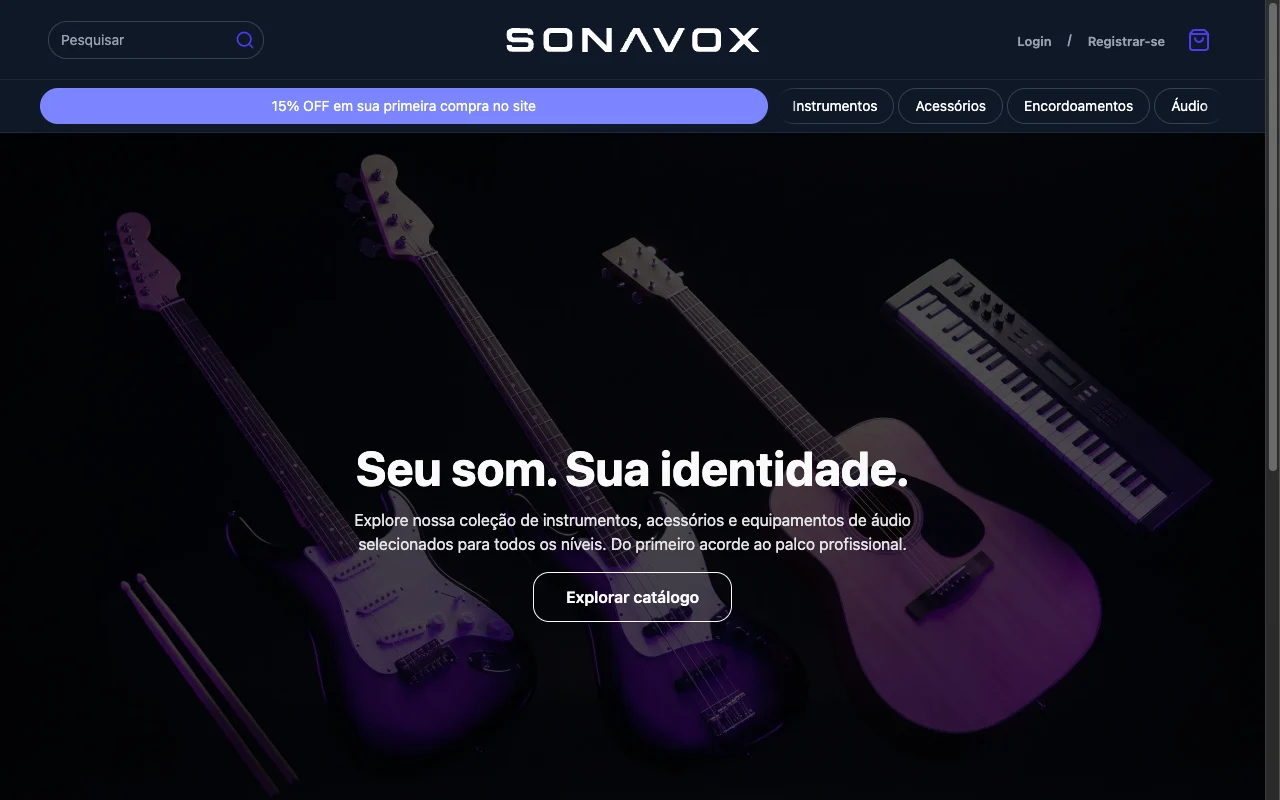 Pesquisar
SONAVOX
Login / Registrar-se
15% OFF em sua primeira compra no site
Instrumentos
Acessórios
Encordoamentos
Áudio
Seu som. Sua identidade.
Explore nossa coleção de instrumentos, acessórios e equipamentos de áudio
selecionados para todos os níveis. Do primeiro acorde ao palco profissional.
Explorar catálogo